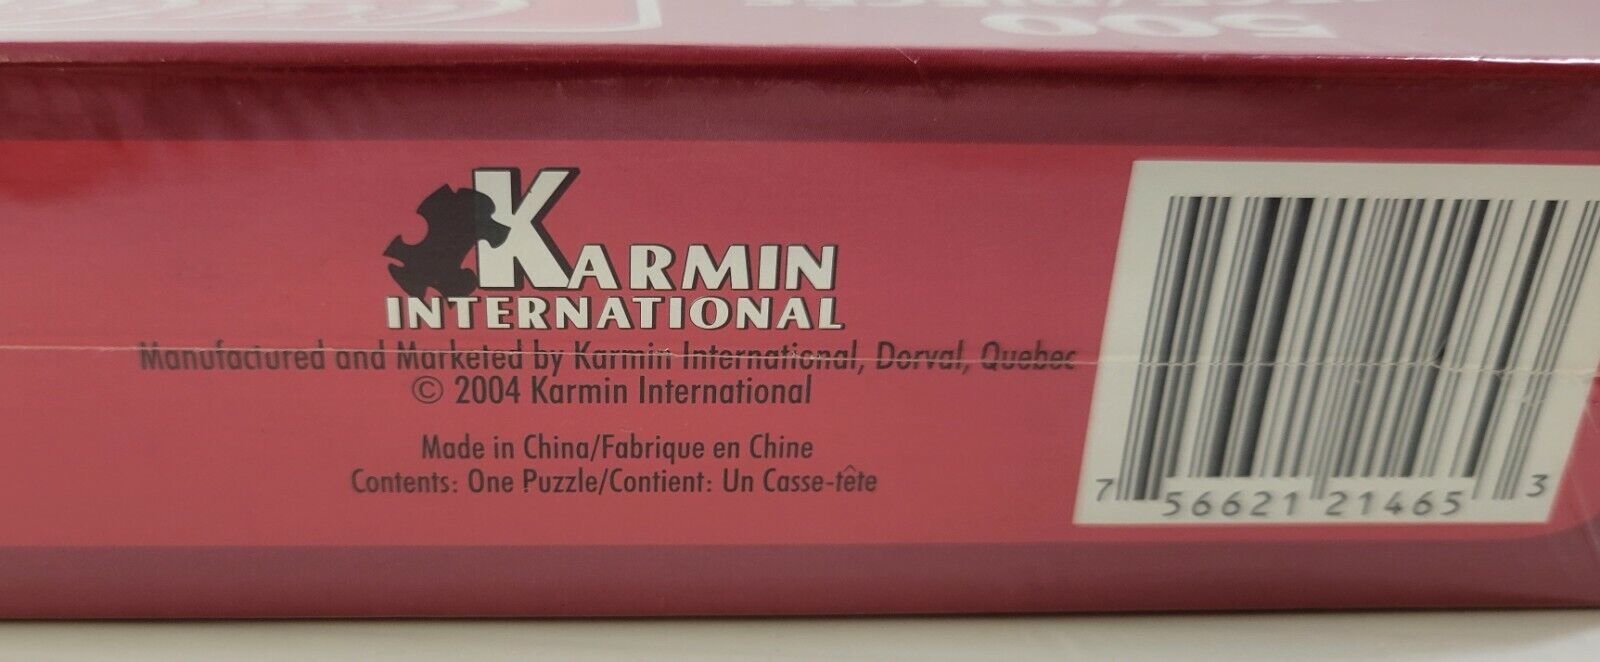 500
KARMIN
INTERNATIONAL
Manufactured and Marketed by Karmin International, Dorval, Quebec
© 2004 Karmin International
Made in China/Fabrique en Chine
Contents: One Puzzle/Contient: Un Casse-tête
7 56621 21465 3